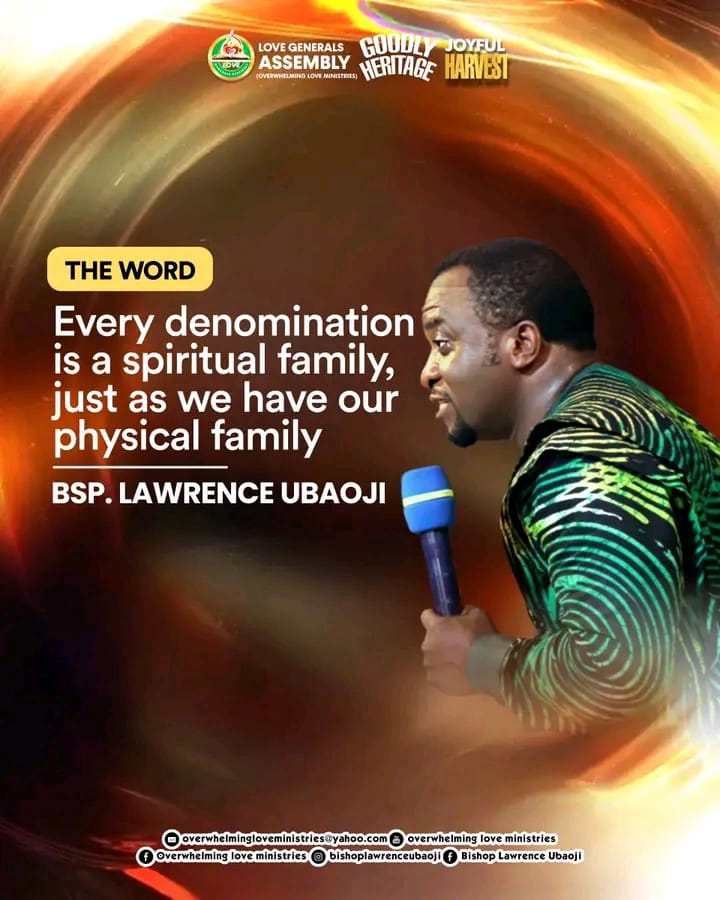 LOVE
LOVE GENERALS
ASSEMBLY
(OVERWHELMING LOVE MINISTRIES)
GOODLY
HERITAGE
JOYFUL
HARVEST
THE WORD
Every denomination
is a spiritual family,
just as we have our
physical family
BSP. LAWRENCE UBAOJI
overwhelmingloveministries@yahoo.com overwhelming love ministries
Overwhelming love ministries bishoplawrenceubaoji Bishop Lawrence Ubaoji